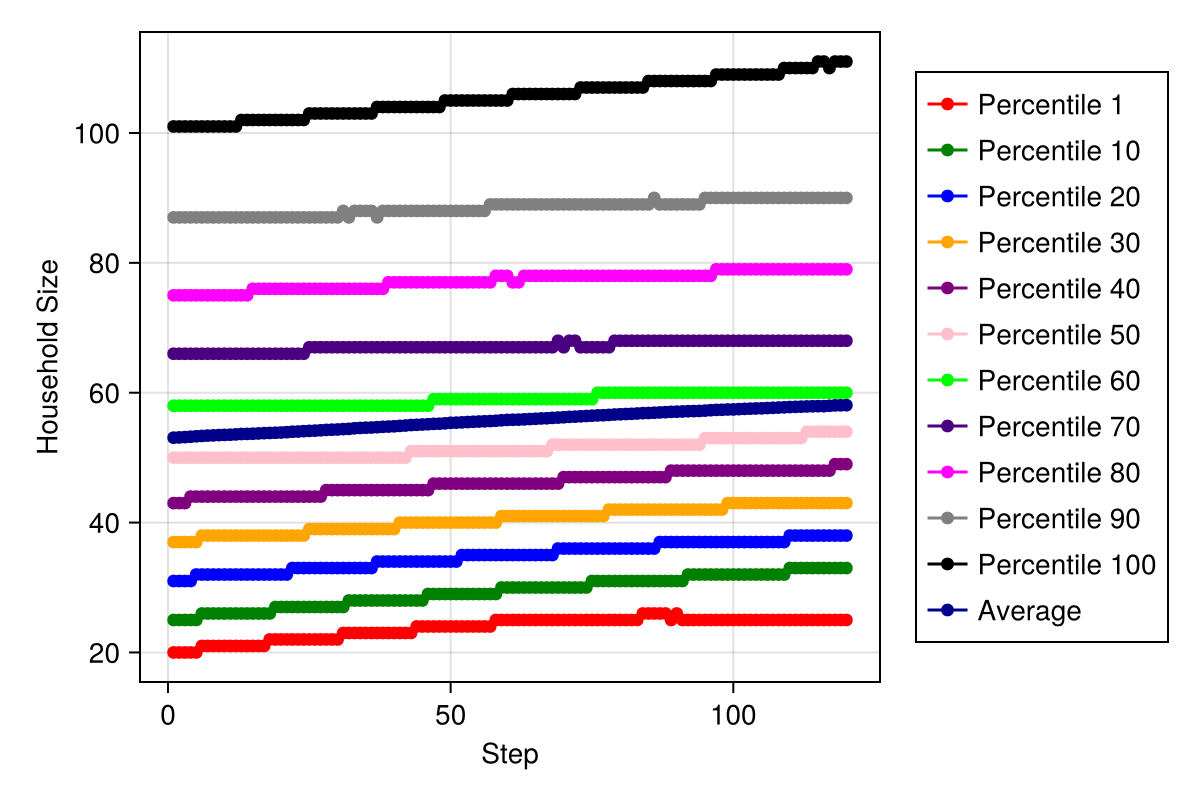 100
80
60
40
20
Household Size
0 50 100
Step
Percentile 1
Percentile 10
Percentile 20
Percentile 30
Percentile 40
Percentile 50
Percentile 60
Percentile 70
Percentile 80
Percentile 90
Percentile 100
Average